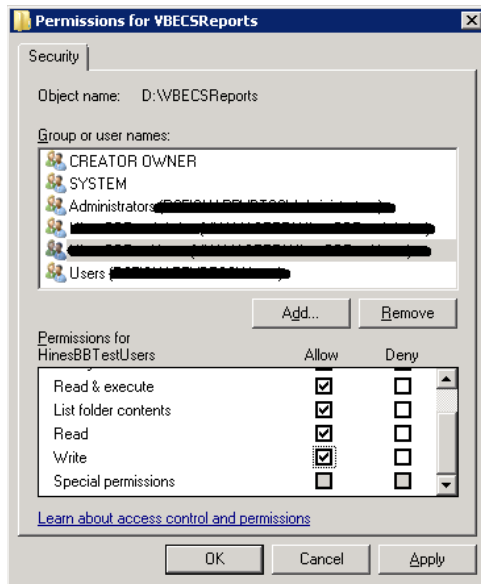 Permissions for VBECSReports
Security
Object name: D:\VBECSReports
Group or user names:
CREATOR OWNER
SYSTEM
Administrators
Users
Add... Remove
Permissions for
HinesBBTestUsers Allow Deny
Read & execute
List folder contents
Read
Write
Special permissions
Learn about access control and permissions
OK Cancel Apply